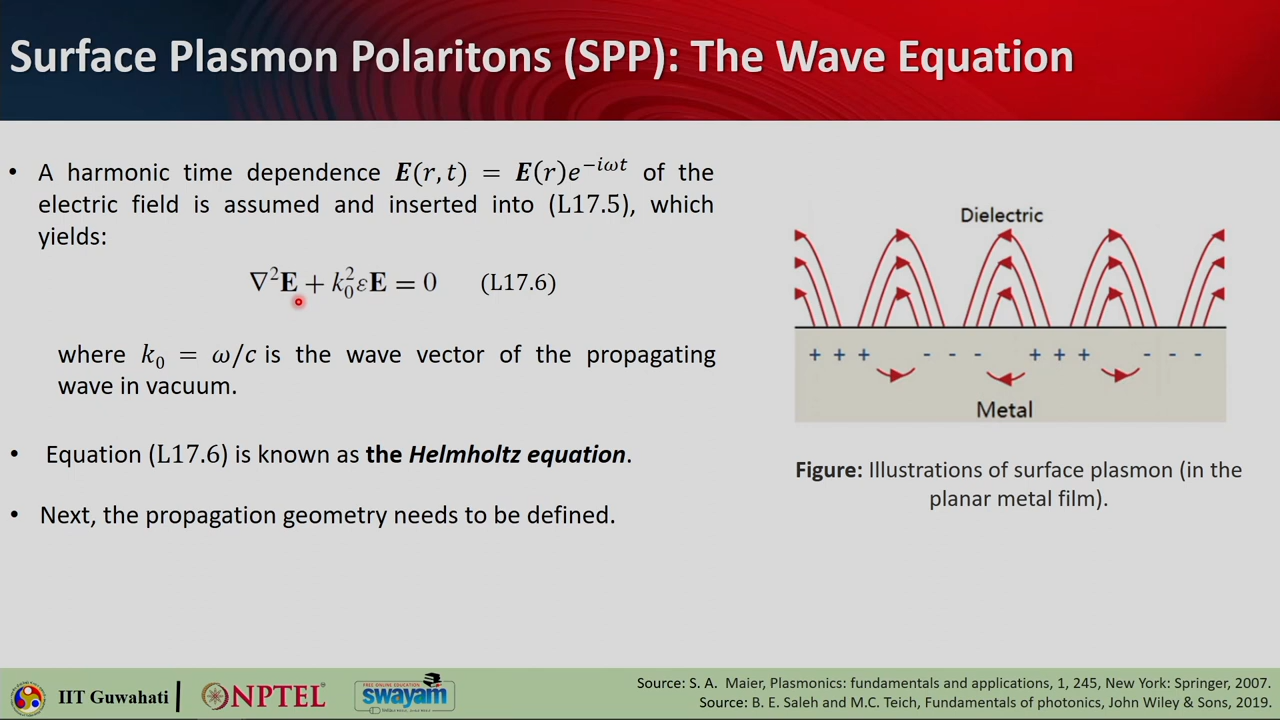 Surface Plasmon Polaritons (SPP): The Wave Equation
• A harmonic time dependence E(r, t) = E(r)e^{−iωt} of the
electric field is assumed and inserted into (L17.5), which
yields:
∇²E + k₀²εE = 0 (L17.6)
where k₀ = ω/c is the wave vector of the propagating
wave in vacuum.
• Equation (L17.6) is known as the Helmholtz equation.
• Next, the propagation geometry needs to be defined.
Dielectric
+ + + - - - + + + - - -
Metal
Figure: Illustrations of surface plasmon (in the
planar metal film).
IIT Guwahati
NPTEL
FREE ONLINE EDUCATION
swayam
Source: S. A. Maier, Plasmonics: fundamentals and applications, 1, 245, New York: Springer, 2007.
Source: B. E. Saleh and M.C. Teich, Fundamentals of photonics, John Wiley & Sons, 2019.